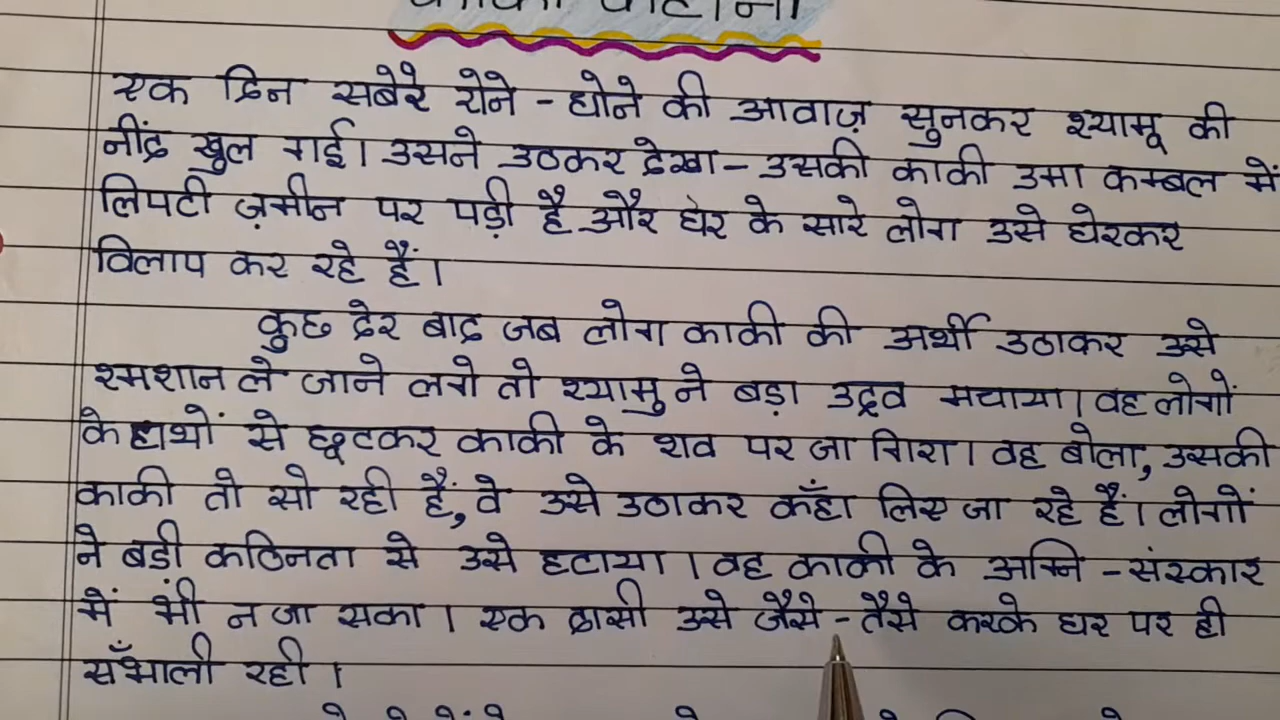 एक दिन सबेरे रोने - धोने की आवाज़ सुनकर श्यामू की
नींद खुल गई। उसने उठकर देखा - उसकी काकी उमा कम्बल में
लिपटी ज़मीन पर पड़ी है और घर के सारे लोग उसे घेरकर
विलाप कर रहे हैं।
कुछ देर बाद जब लोग काकी की अर्थी उठाकर उसे
श्मशान ले जाने लगे तो श्यामु ने बड़ा उद्रव मचाया। वह लोगों
के हाथों से छूटकर काकी के शव पर जा गिरा। वह बोला, उसकी
काकी तो सो रही हैं, वे उसे उठाकर कहाँ लिए जा रहे हैं। लोगों
ने बडी कठिनता से उसे हटाया। वह काकी के अग्नि - संस्कार
में भी न जा सका। एक दासी उसे जैसे - तैसे करके घर पर ही
सँभाली रही।